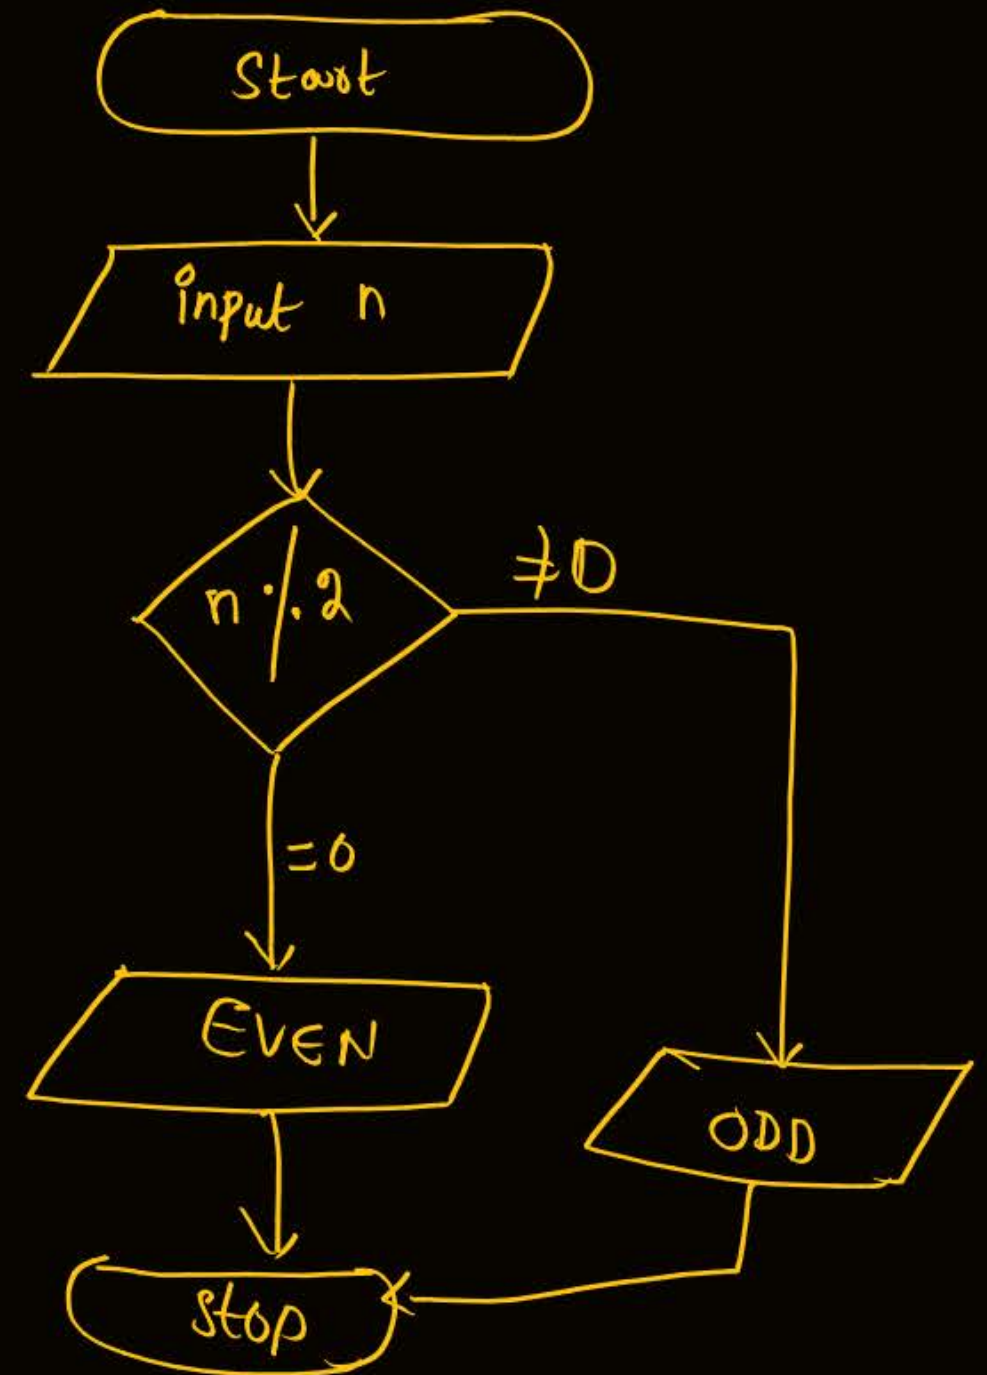 Start
input n
n%2
≠0
=0
EVEN
ODD
Stop